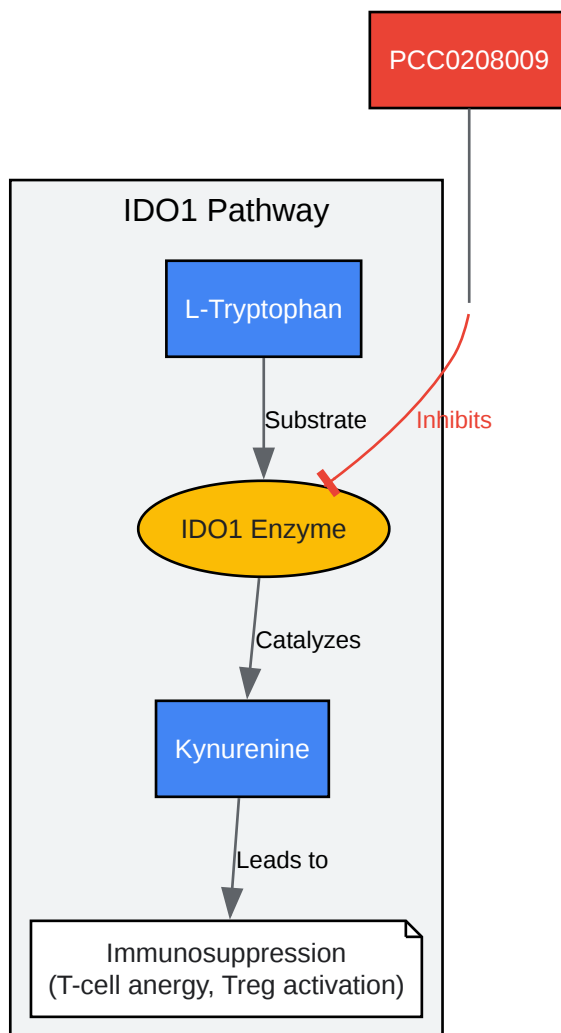 PCC0208009
IDO1 Pathway
L-Tryptophan
Substrate
Inhibits
IDO1 Enzyme
Catalyzes
Kynurenine
Leads to
Immunosuppression
(T-cell anergy, Treg activation)